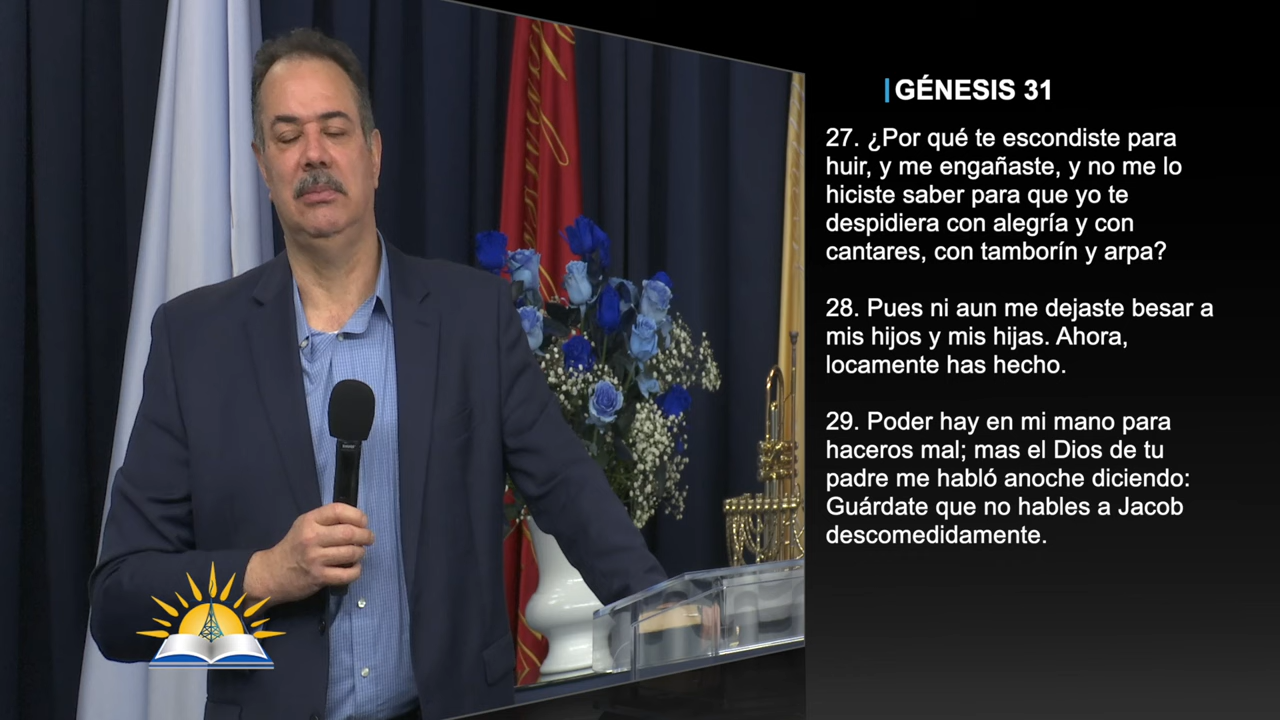 GÉNESIS 31
27. ¿Por qué te escondiste para
huir, y me engañaste, y no me lo
hiciste saber para que yo te
despidiera con alegría y con
cantares, con tamborín y arpa?
28. Pues ni aun me dejaste besar a
mis hijos y mis hijas. Ahora,
locamente has hecho.
29. Poder hay en mi mano para
haceros mal; mas el Dios de tu
padre me habló anoche diciendo:
Guárdate que no hables a Jacob
descomedidamente.